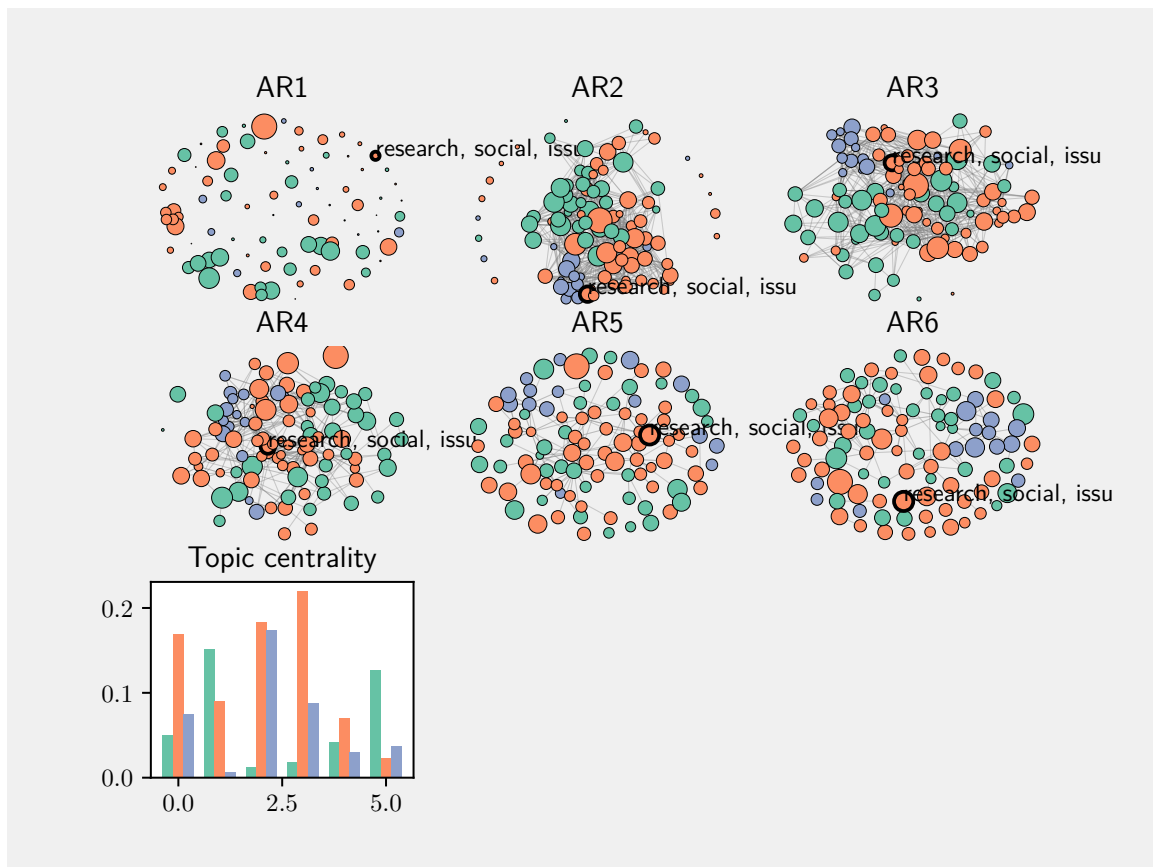 AR1
AR2
AR3
research, social, issu
research, social, issu
research, social, issu
AR4
AR5
AR6
research, social, issu
research, social, issu
research, social, issu
Topic centrality
0.2
0.1
0.0
0.0 2.5 5.0